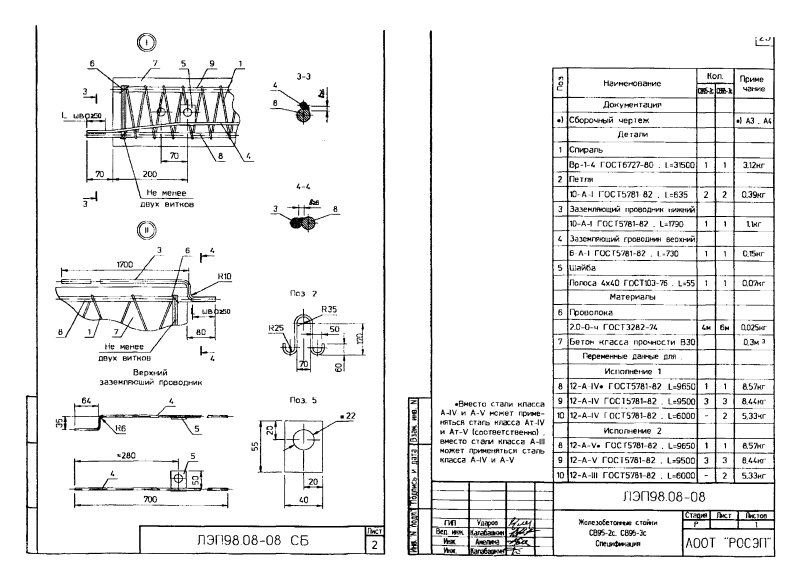 I
6
7
5
9
1
3
L шво≥50
70
8
4
70
200
3
Не менее
двух витков
II
3
6
4
1700
R10
шво≥50
8
1
7
80
Не менее
двух витков
4
Верхний
заземляющий проводник
64
4
35
R6
5
≈280
5
4
50
700
3-3
4
8
4-4
3
8
Поз 2
R35
R25
50
120
60
70
Поз. 5
⌀22
20
55
20
40
ЛЭП98.08-08 СБ
Лист
2
Поз
Наименование
Кол.
Приме
чание
СВ95-2с
СВ95-3с
Документация
*) Сборочный чертеж *) А3, А4
Детали
1 Спираль
Вр-1-4 ГОСТ6727-80, L=31500 1 1 3,12кг
2 Петля
10-А-I ГОСТ5781-82, L=635 2 2 0,39кг
3 Заземляющий проводник нижний
10-А-I ГОСТ5781-82, L=1790 1 1 1,1кг
4 Заземляющий проводник верхний
6-А-I ГОСТ5781-82, L=730 1 1 0,15кг
5 Шайба
Полоса 4х40 ГОСТ103-76, L=55 1 1 0,07кг
Материалы
6 Проволока
2.0-0-ч ГОСТ3282-74 4м 6м 0,025кг
7 Бетон класса прочности В30 0,3м³
Переменные данные для:
Исполнение 1
8 12-А-IV* ГОСТ5781-82, L=9650 1 1 8,57кг
9 12-А-IV ГОСТ5781-82, L=9500 3 3 8,44кг
10 12-А-IV ГОСТ5781-82, L=6000 - 2 5,33кг
Исполнение 2
8 12-А-V* ГОСТ5781-82, L=9650 1 1 8,57кг
9 12-А-V ГОСТ5781-82, L=9500 3 3 8,44кг
10 12-А-III ГОСТ5781-82, L=6000 - 2 5,33кг
*Вместо стали класса
А-IV и А-V может приме-
няться сталь класса Ат-IV
и Ат-V (соответственно),
вместо стали класса А-III
может применяться сталь
класса А-IV и А-V
Взам. инв. N
Подпись и дата
Инв. N подл.
ЛЭП98.08-08
ГИП Ударов
Вед. инж. Калабашкин
Инж. Амелина
Инж. Калабашкин
Железобетонные стойки
СВ95-2с, СВ95-3с
Спецификация
Стадия Лист Листов
Р 1
АООТ "РОСЭП"